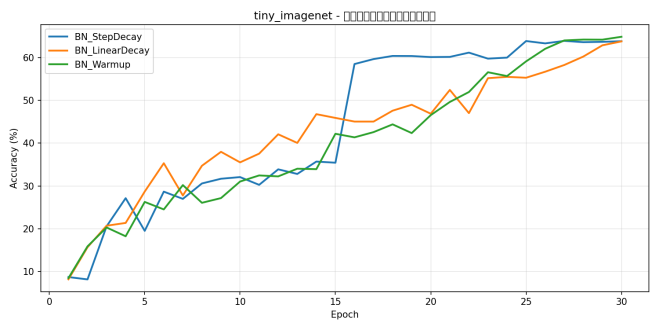 tiny_imagenet -
BN_StepDecay
BN_LinearDecay
BN_Warmup
Accuracy (%)
60
50
40
30
20
10
0
5
10
15
20
25
30
Epoch